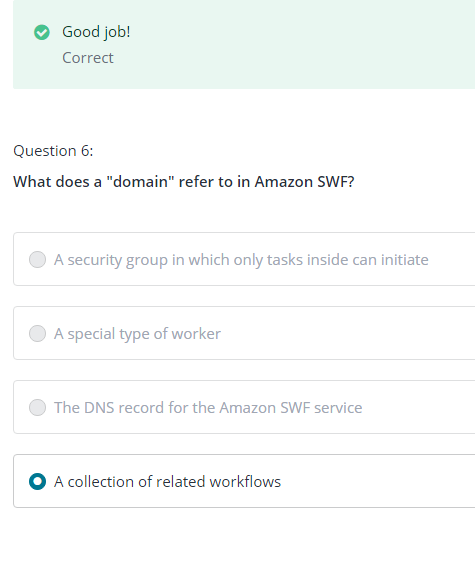 Good job!
Correct
Question 6:
What does a "domain" refer to in Amazon SWF?
A security group in which only tasks inside can initiate
A special type of worker
The DNS record for the Amazon SWF service
A collection of related workflows